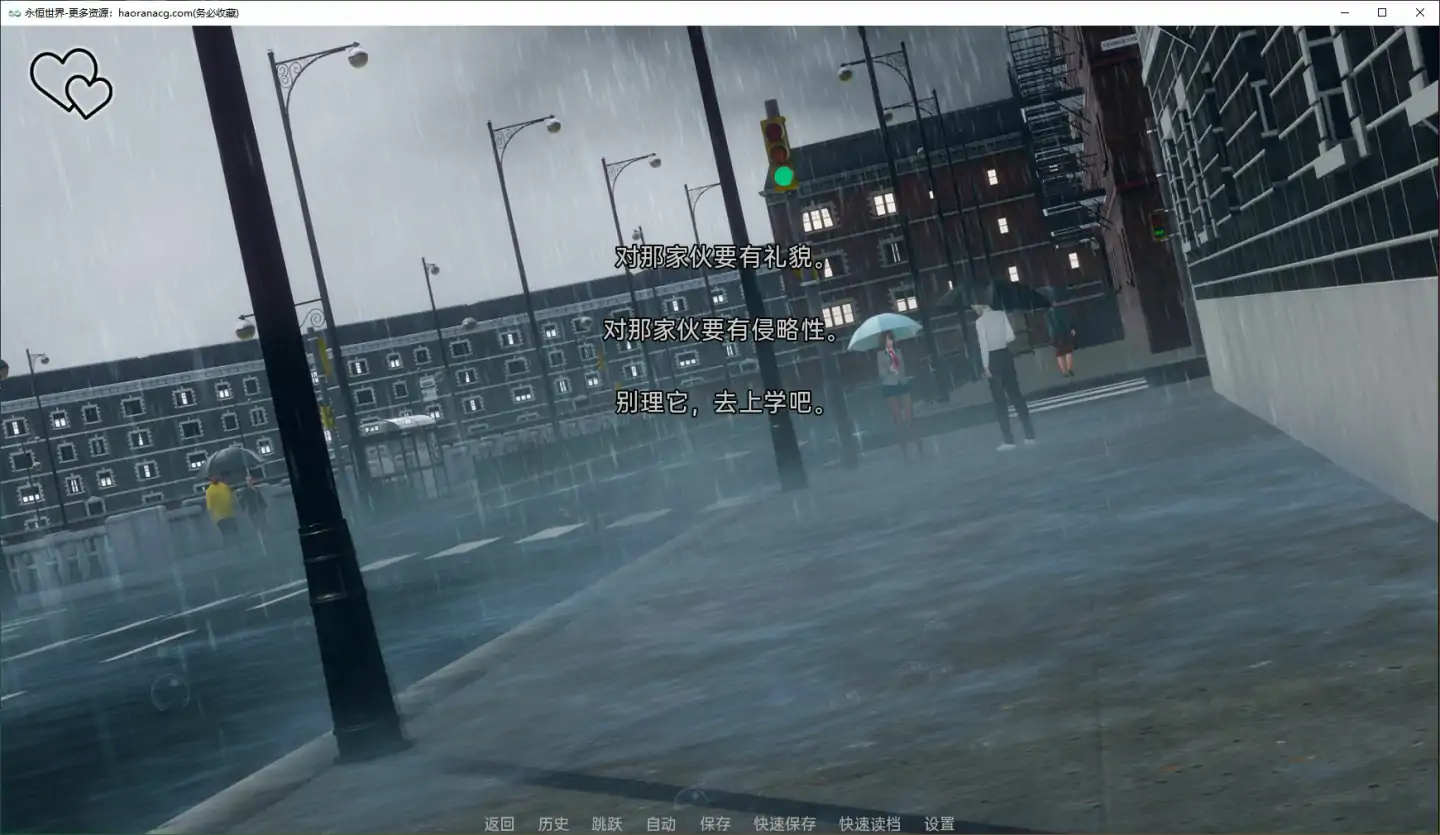 永恒世界-更多资源：haoranacg.com(务必收藏)
对那家伙要有礼貌。
对那家伙要有侵略性。
别理它，去上学吧。
返回 历史 跳跃 自动 保存 快速保存 快速读档 设置